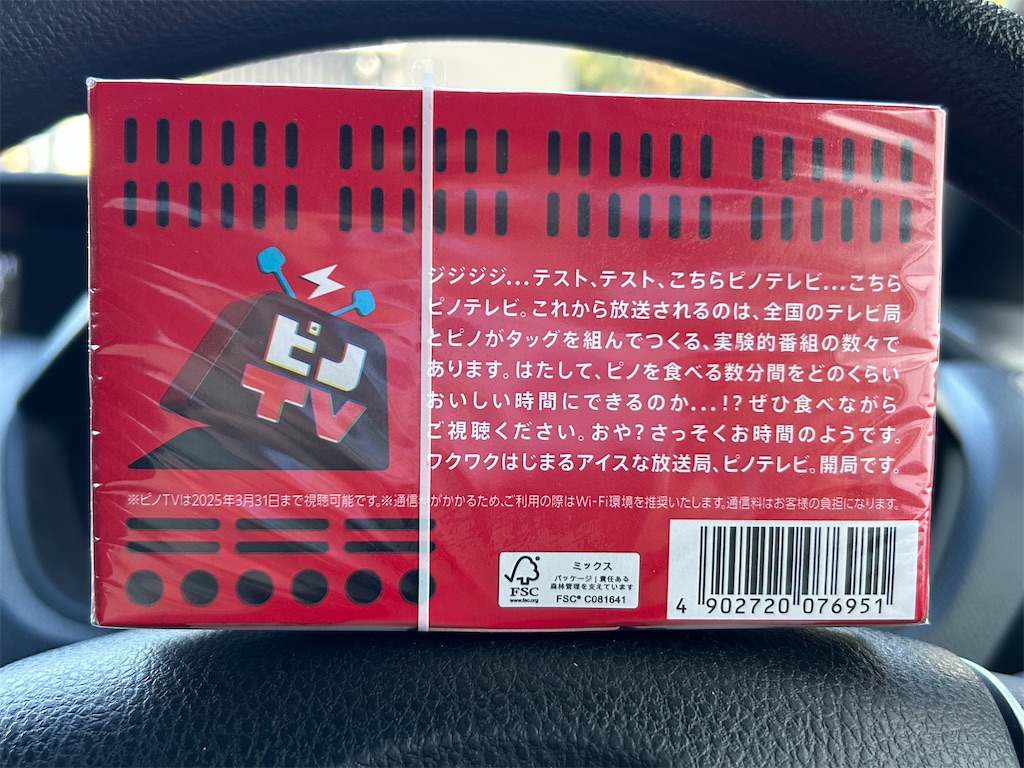 ピノ
TV
ジジジジ...テスト、テスト、こちらピノテレビ...こちら
ピノテレビ。これから放送されるのは、全国のテレビ局
とピノがタッグを組んでつくる、実験的番組の数々で
あります。はたして、ピノを食べる数分間をどのくらい
おいしい時間にできるのか...!?ぜひ食べながら
ご視聴ください。おや?さっそくお時間のようです。
ワクワクはじまるアイスな放送局、ピノテレビ。開局です。
※ピノTVは2025年3月31日まで視聴可能です。※通信料がかかるため、ご利用の際はWi-Fi環境を推奨いたします。通信料はお客様の負担になります。
FSC
www.fsc.org
ミックス
パッケージ|責任ある
森林管理を支えています
FSC® C081641
4 902720 076951